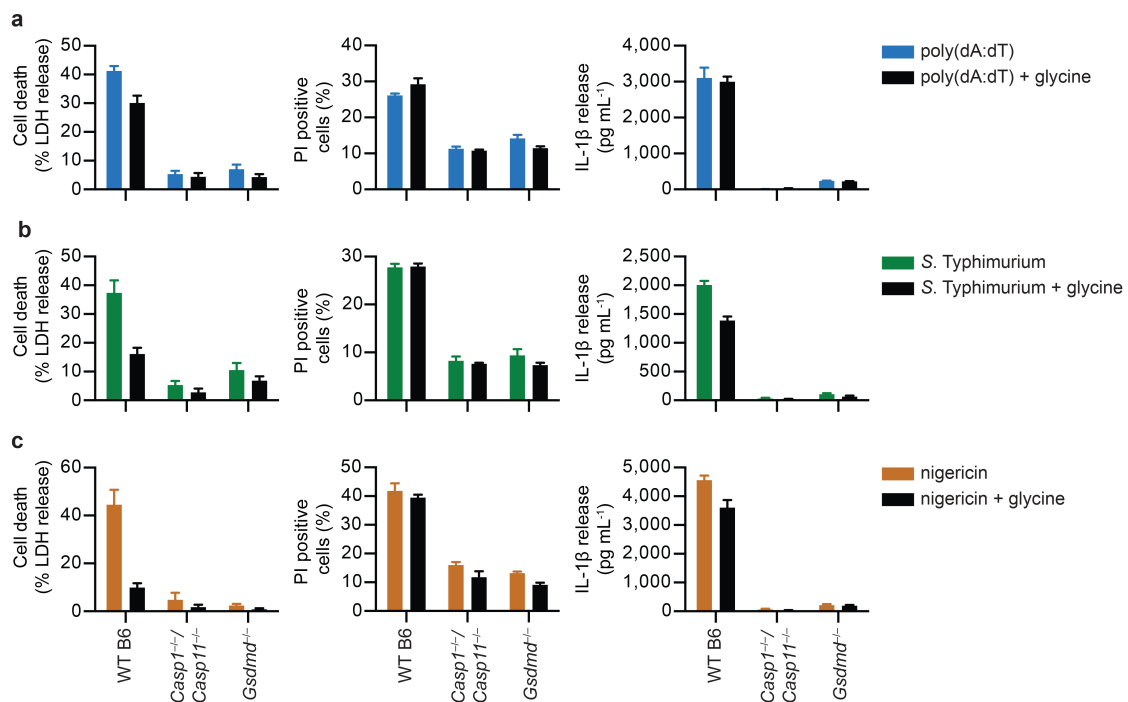 a
Cell death
(% LDH release)
50
40
30
20
10
0
PI positive
cells (%)
40
30
20
10
0
IL-1β release
(pg mL⁻¹)
4,000
3,000
2,000
1,000
0
poly(dA:dT)
poly(dA:dT) + glycine
b
Cell death
(% LDH release)
50
40
30
20
10
0
PI positive
cells (%)
30
20
10
0
IL-1β release
(pg mL⁻¹)
2,500
2,000
1,500
1,000
500
0
S. Typhimurium
S. Typhimurium + glycine
c
Cell death
(% LDH release)
60
40
20
0
PI positive
cells (%)
50
40
30
20
10
0
IL-1β release
(pg mL⁻¹)
5,000
4,000
3,000
2,000
1,000
0
nigericin
nigericin + glycine
WT B6
Casp1⁻/⁻/
Casp11⁻/⁻
Gsdmd⁻/⁻
WT B6
Casp1⁻/⁻/
Casp11⁻/⁻
Gsdmd⁻/⁻
WT B6
Casp1⁻/⁻/
Casp11⁻/⁻
Gsdmd⁻/⁻